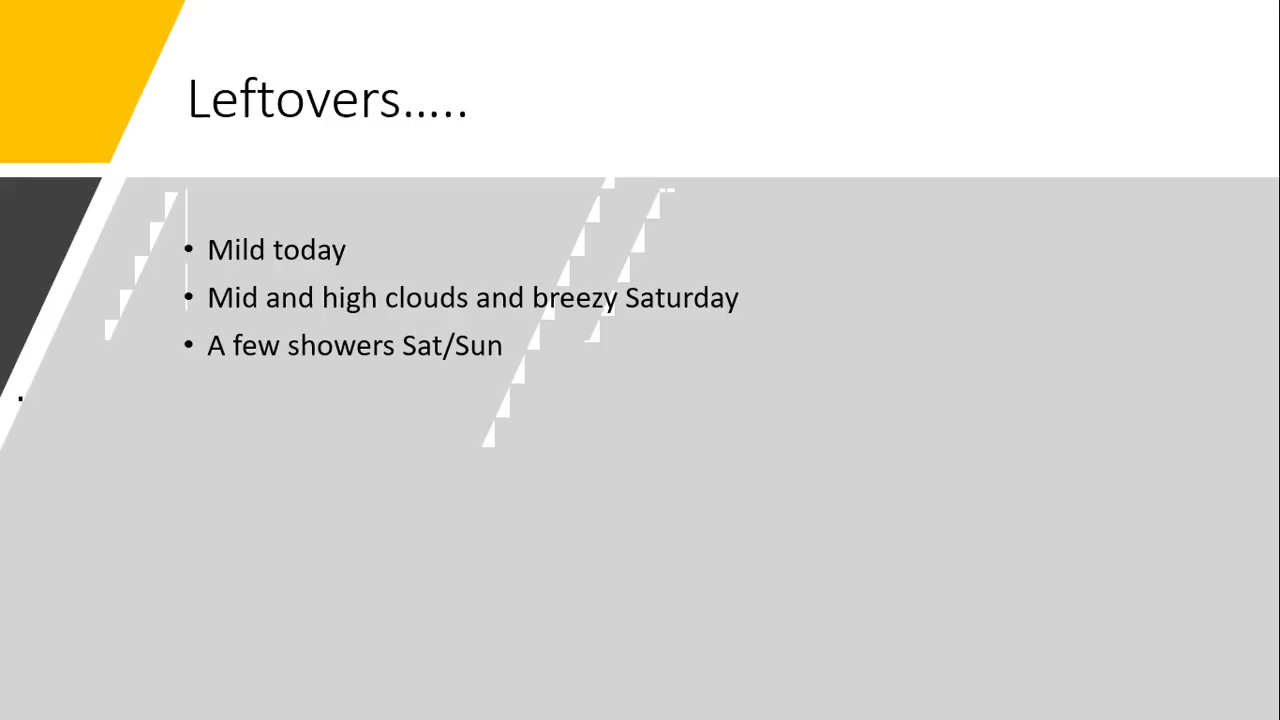 Leftovers.....
• Mild today
• Mid and high clouds and breezy Saturday
• A few showers Sat/Sun
.